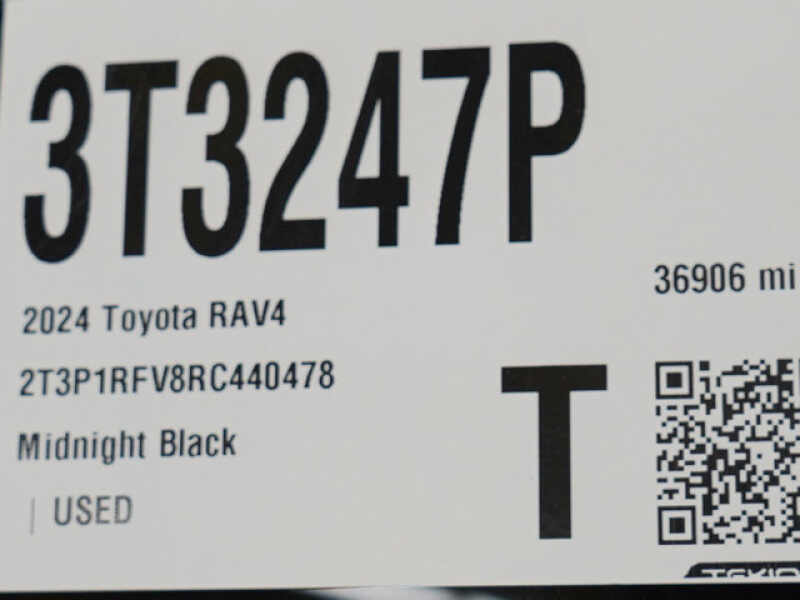 3T3247P
36906 mi
2024 Toyota RAV4
2T3P1RFV8RC440478
Midnight Black
T
| USED